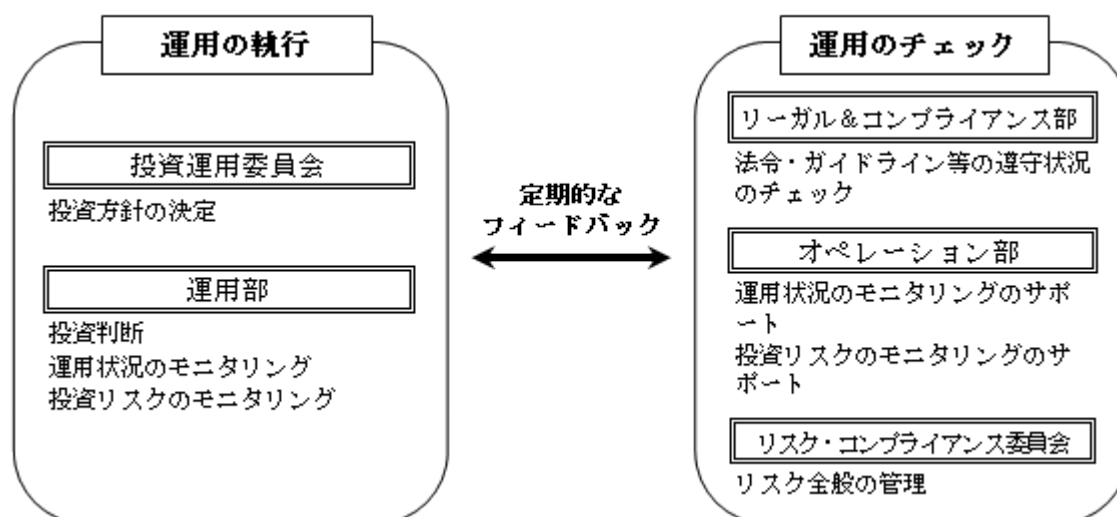 運用の執行
投資運用委員会
投資方針の決定
運用部
投資判断
運用状況のモニタリング
投資リスクのモニタリング
定期的な
フィードバック
運用のチェック
リーガル&コンプライアンス部
法令・ガイドライン等の遵守状況
のチェック
オペレーション部
運用状況のモニタリングのサポ
ート
投資リスクのモニタリングのサ
ポート
リスク・コンプライアンス委員会
リスク全般の管理